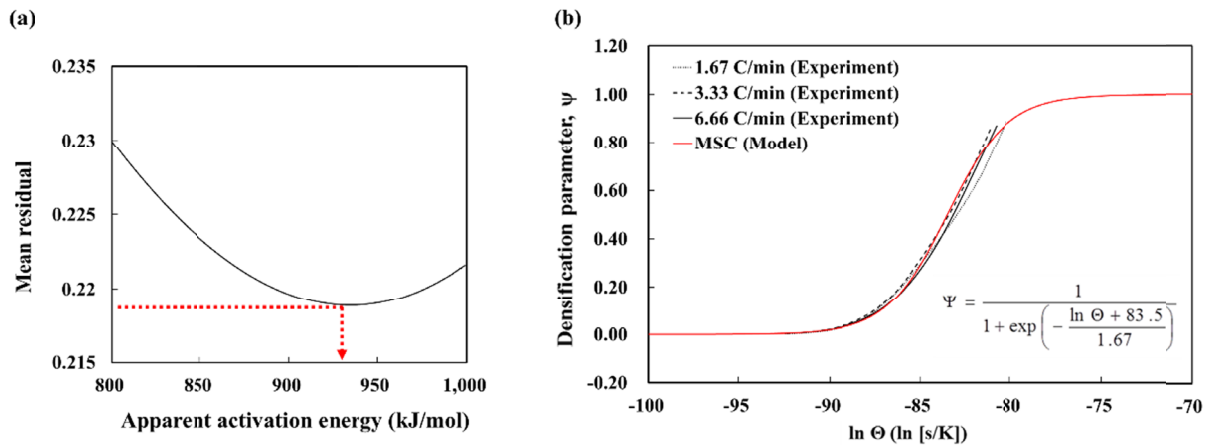 (a)
0.235
0.23
0.225
0.22
0.215
Mean residual
800 850 900 950 1,000
Apparent activation energy (kJ/mol)
(b)
1.20
1.00
0.80
0.60
0.40
0.20
0.00
-0.20
Densification parameter, ψ
1.67 C/min (Experiment)
3.33 C/min (Experiment)
6.66 C/min (Experiment)
MSC (Model)
Ψ = 1 / (1 + exp(− (ln Θ + 83 .5) / 1.67))
-100 -95 -90 -85 -80 -75 -70
ln Θ (ln [s/K])